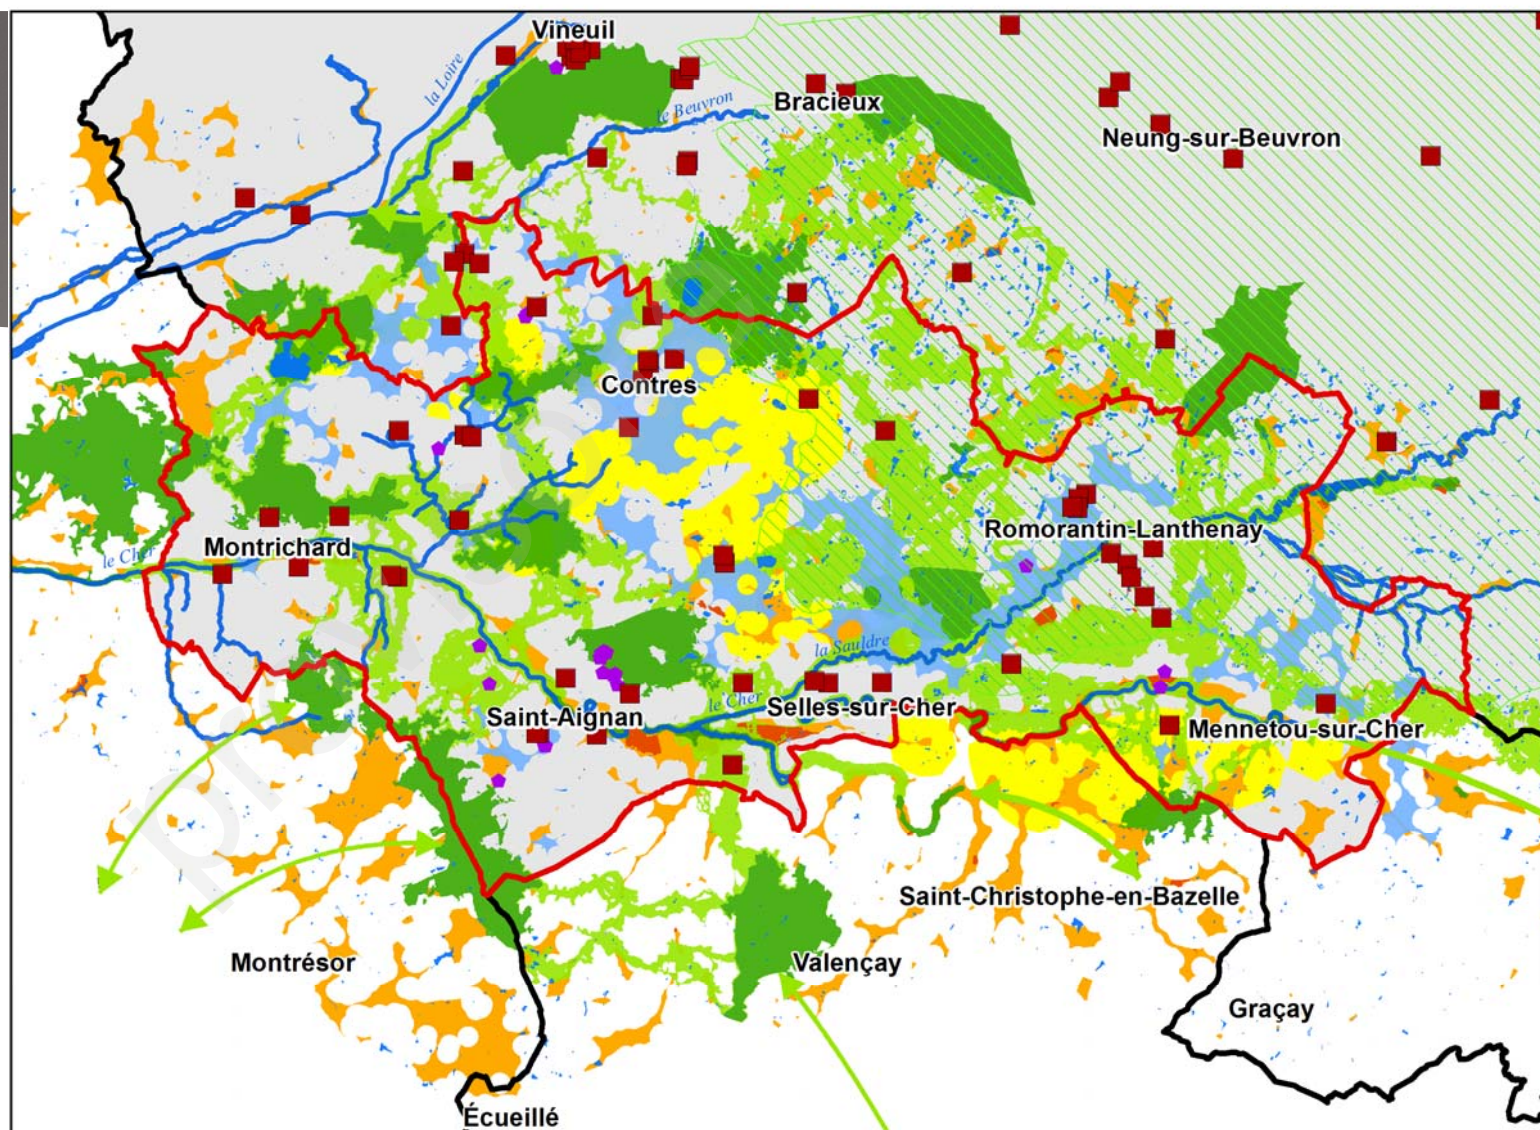 Vineuil
la Loire
le Beuvron
Bracieux
Neung-sur-Beuvron
Contres
Romorantin-Lanthenay
le Cher
Montrichard
la Sauldre
le Cher
Selles-sur-Cher
Saint-Aignan
Mennetou-sur-Cher
Saint-Christophe-en-Bazelle
Montrésor
Valençay
Graçay
Écueillé